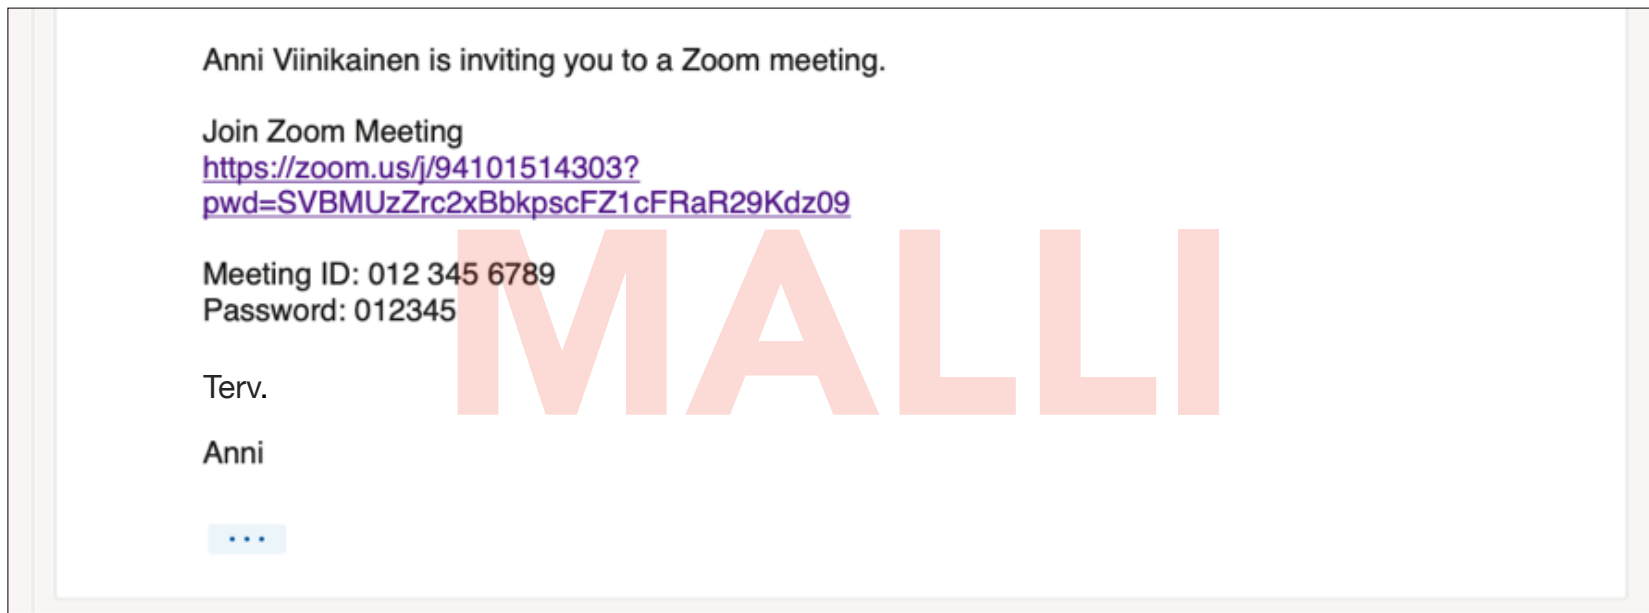 Anni Viinikainen is inviting you to a Zoom meeting.
Join Zoom Meeting
https://zoom.us/j/94101514303?
pwd=SVBMUzZrc2xBbkpscFZ1cFRaR29Kdz09
Meeting ID: 012 345 6789
Password: 012345
MALLI
Terv.
Anni